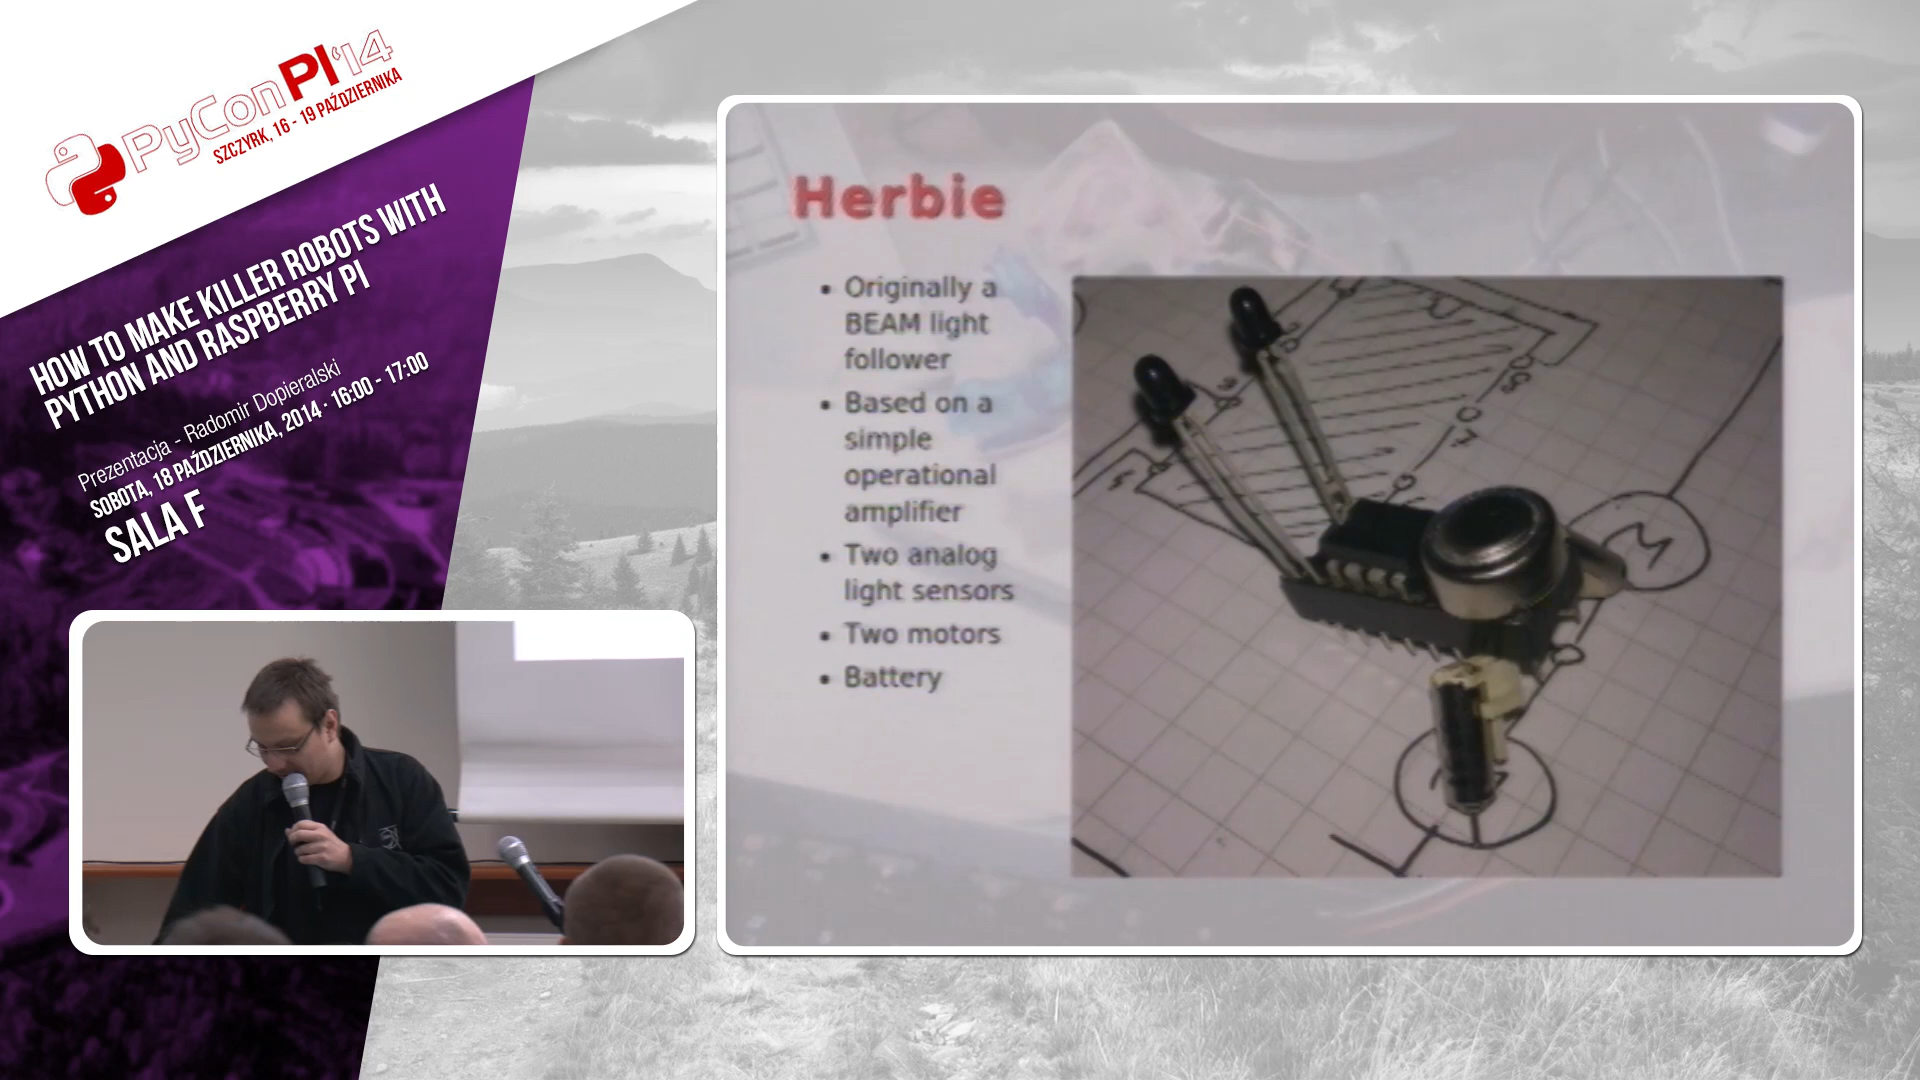 PyConPl'14
SZCZYRK, 16 - 19 PAŹDZIERNIKA
HOW TO MAKE KILLER ROBOTS WITH
PYTHON AND RASPBERRY PI
Prezentacja - Radomir Dopieralski
SOBOTA, 18 PAŹDZIERNIKA, 2014 · 16:00 - 17:00
SALA F
Herbie
• Originally a
BEAM light
follower
• Based on a
simple
operational
amplifier
• Two analog
light sensors
• Two motors
• Battery
M